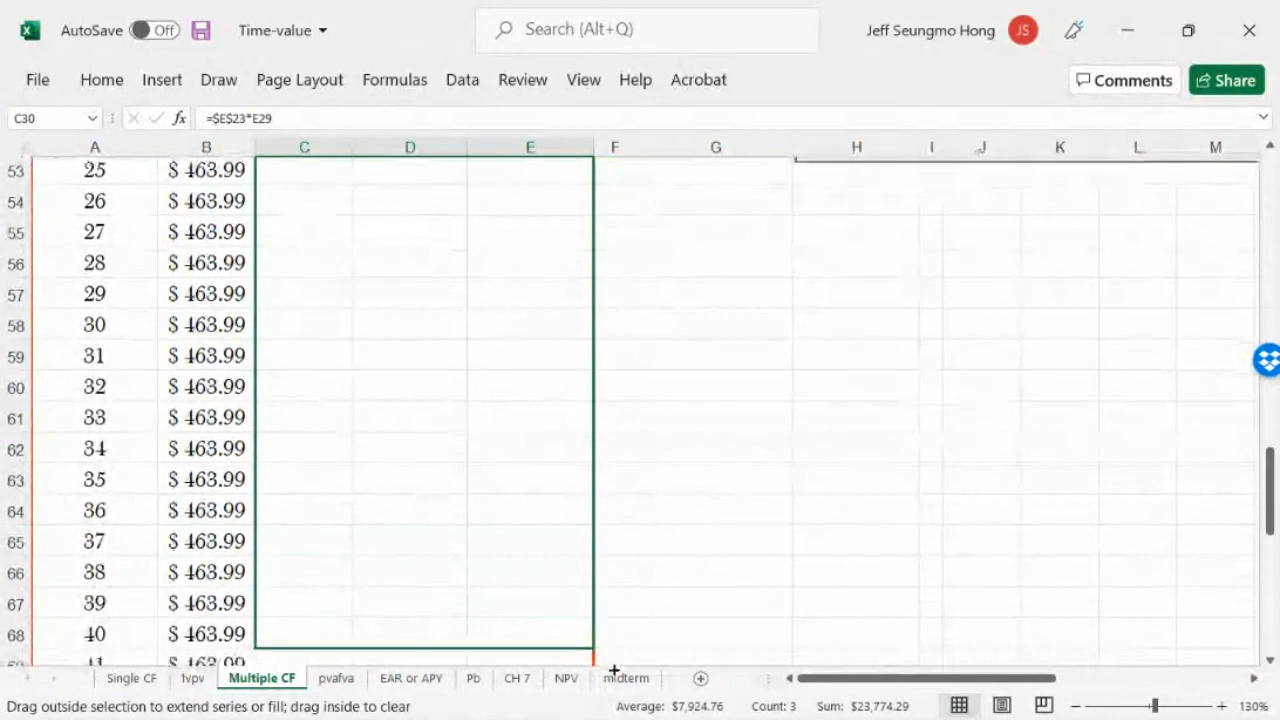 AutoSave Off Time-value Search (Alt+Q) Jeff Seungmo Hong JS
File Home Insert Draw Page Layout Formulas Data Review View Help Acrobat Comments Share
C30 fx =$E$23*E29
A B C D E F G H I J K L M
53 25 $ 463.99
54 26 $ 463.99
55 27 $ 463.99
56 28 $ 463.99
57 29 $ 463.99
58 30 $ 463.99
59 31 $ 463.99
60 32 $ 463.99
61 33 $ 463.99
62 34 $ 463.99
63 35 $ 463.99
64 36 $ 463.99
65 37 $ 463.99
66 38 $ 463.99
67 39 $ 463.99
68 40 $ 463.99
41 $ 463.99
Single CF fvpv Multiple CF pvafva EAR or APY Pb CH 7 NPV midterm
Drag outside selection to extend series or fill; drag inside to clear Average: $7,924.76 Count: 3 Sum: $23,774.29 130%